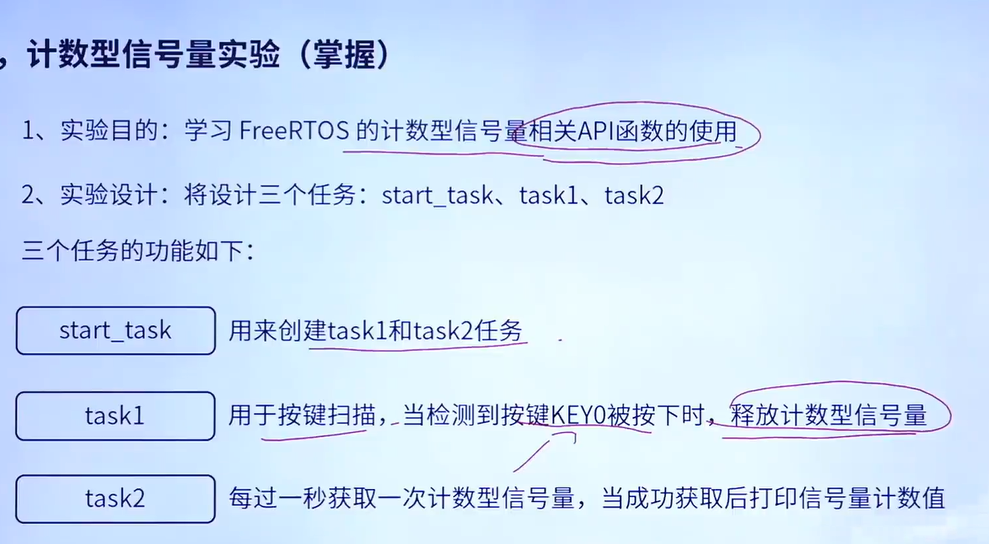 ，计数型信号量实验（掌握）
1、实验目的：学习 FreeRTOS 的计数型信号量相关API函数的使用
2、实验设计：将设计三个任务：start_task、task1、task2
三个任务的功能如下：
start_task 用来创建task1和task2任务
task1 用于按键扫描，当检测到按键KEY0被按下时，释放计数型信号量
task2 每过一秒获取一次计数型信号量，当成功获取后打印信号量计数值